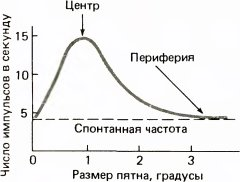 Центр
Число импульсов в секунду
15
10
5
Периферия
Спонтанная частота
0
1
2
3
Размер пятна, градусы